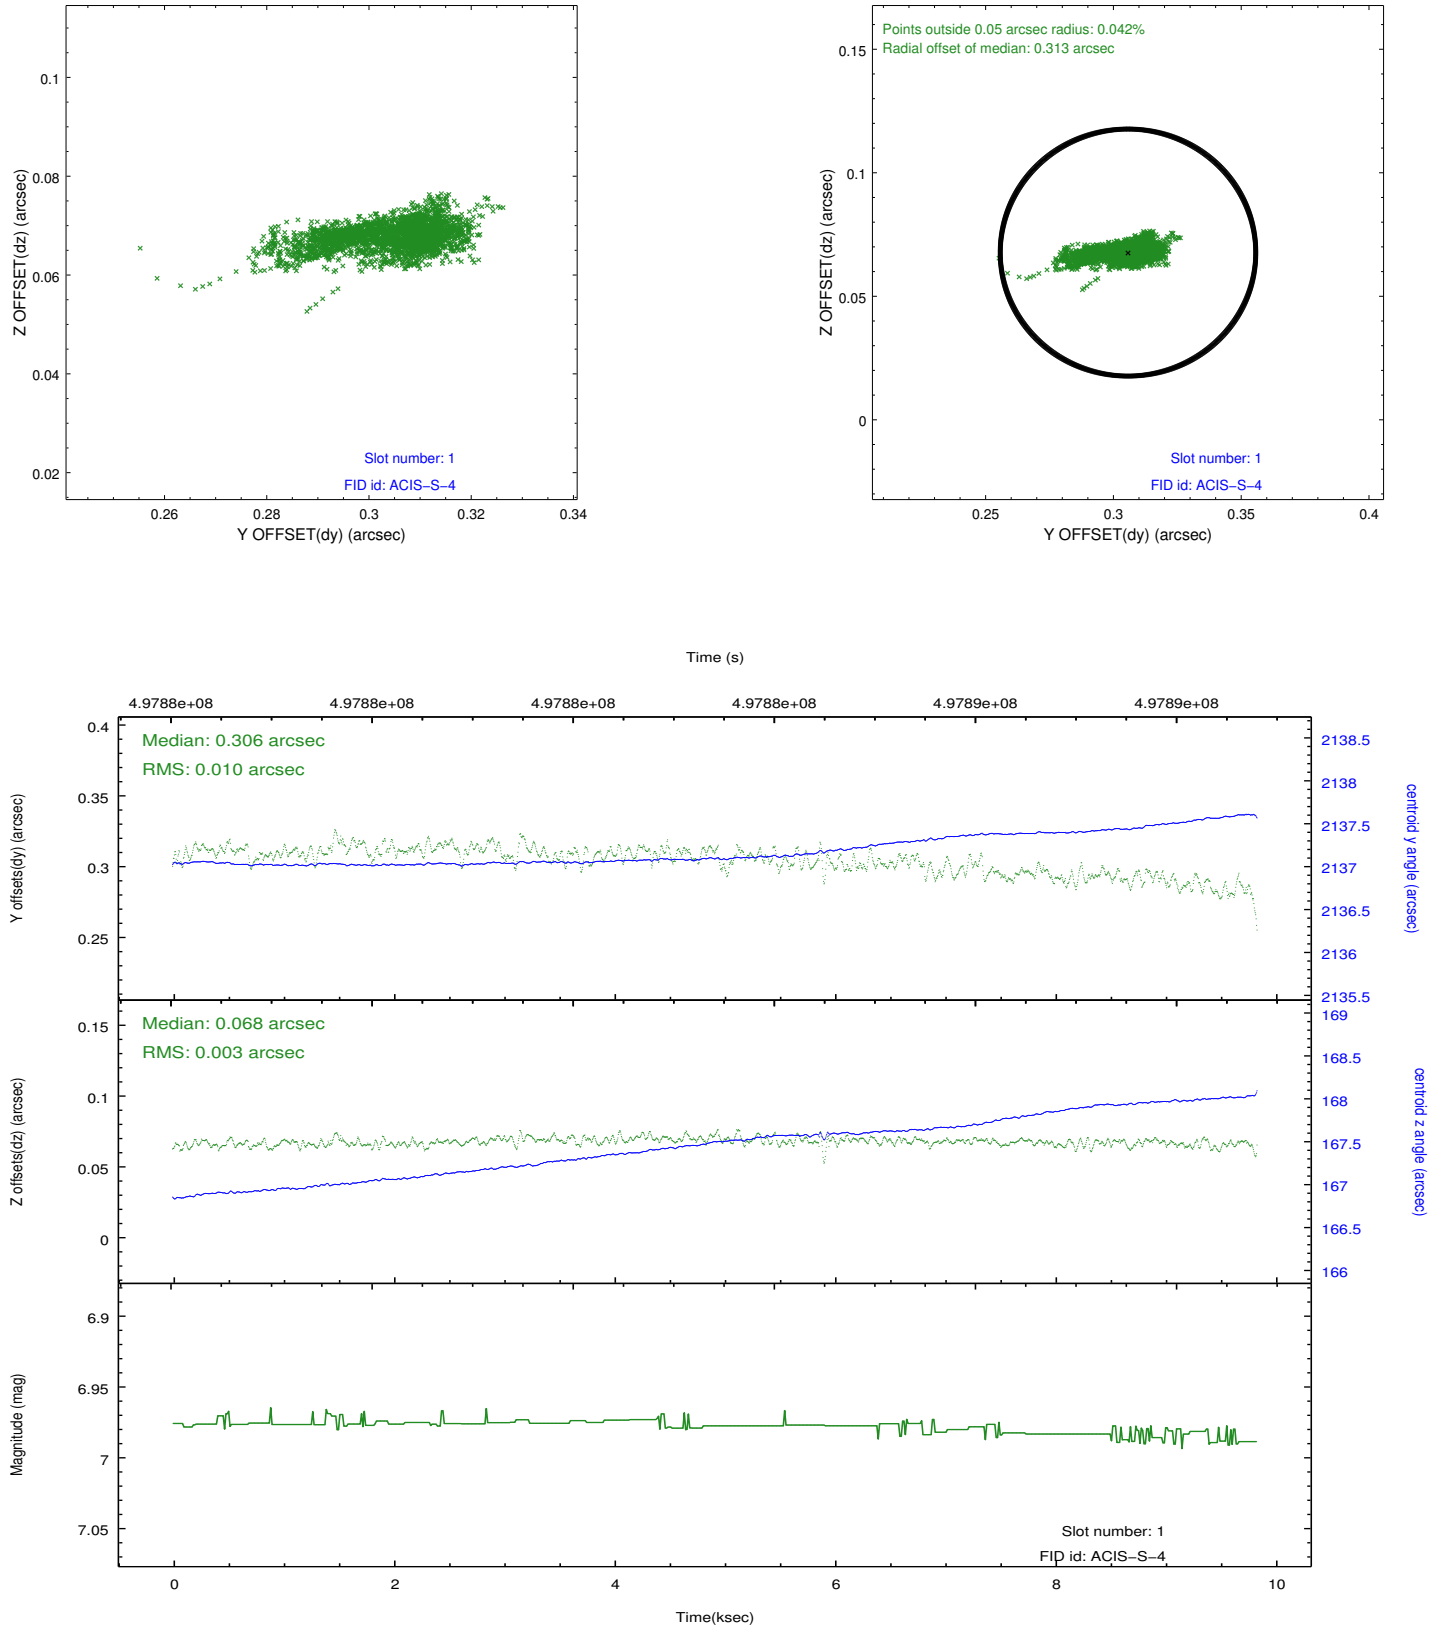 0.1
0.08
0.06
0.04
0.02
Z OFFSET(dz) (arcsec)
Slot number: 1
FID id: ACIS−S−4
0.26 0.28 0.3 0.32 0.34
Y OFFSET(dy) (arcsec)
Points outside 0.05 arcsec radius: 0.042%
Radial offset of median: 0.313 arcsec
0.15
0.1
0.05
0
Z OFFSET(dz) (arcsec)
Slot number: 1
FID id: ACIS−S−4
0.25 0.3 0.35 0.4
Y OFFSET(dy) (arcsec)
Time (s)
4.9788e+08 4.9788e+08 4.9788e+08 4.9788e+08 4.9789e+08 4.9789e+08
Median: 0.306 arcsec
RMS: 0.010 arcsec
0.4
0.35
0.3
0.25
Y offsets(dy) (arcsec)
2138.5
2138
2137.5
2137
2136.5
2136
2135.5
centroid y angle (arcsec)
Median: 0.068 arcsec
RMS: 0.003 arcsec
0.15
0.1
0.05
0
Z offsets(dz) (arcsec)
169
168.5
168
167.5
167
166.5
166
centroid z angle (arcsec)
6.9
6.95
7
7.05
Magnitude (mag)
Slot number: 1
FID id: ACIS−S−4
0 2 4 6 8 10
Time(ksec)